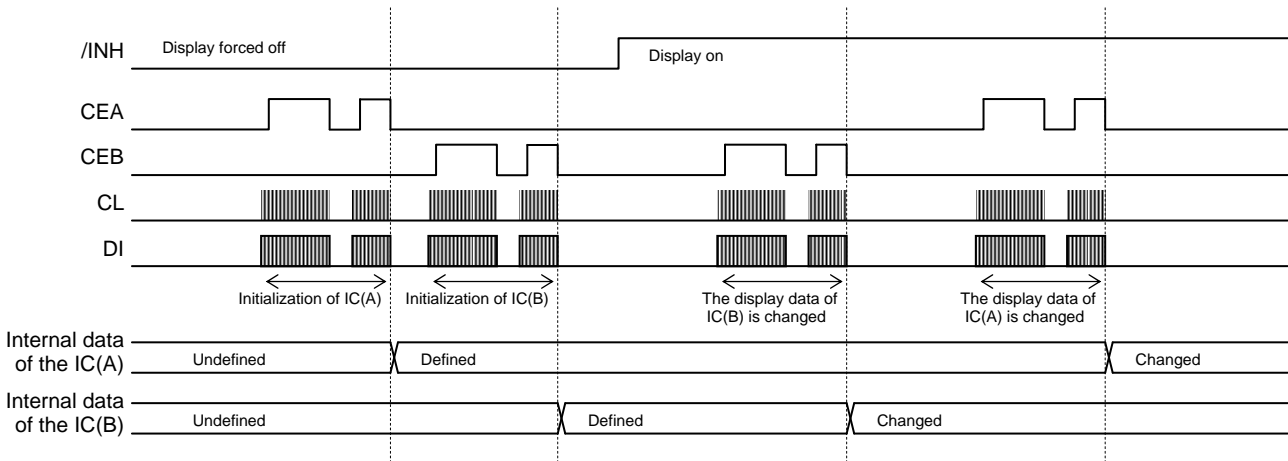 /INH
Display forced off
Display on
CEA
CEB
CL
DI
Initialization of IC(A)
Initialization of IC(B)
The display data of
IC(B) is changed
The display data of
IC(A) is changed
Internal data
of the IC(A)
Undefined
Defined
Changed
Internal data
of the IC(B)
Undefined
Defined
Changed